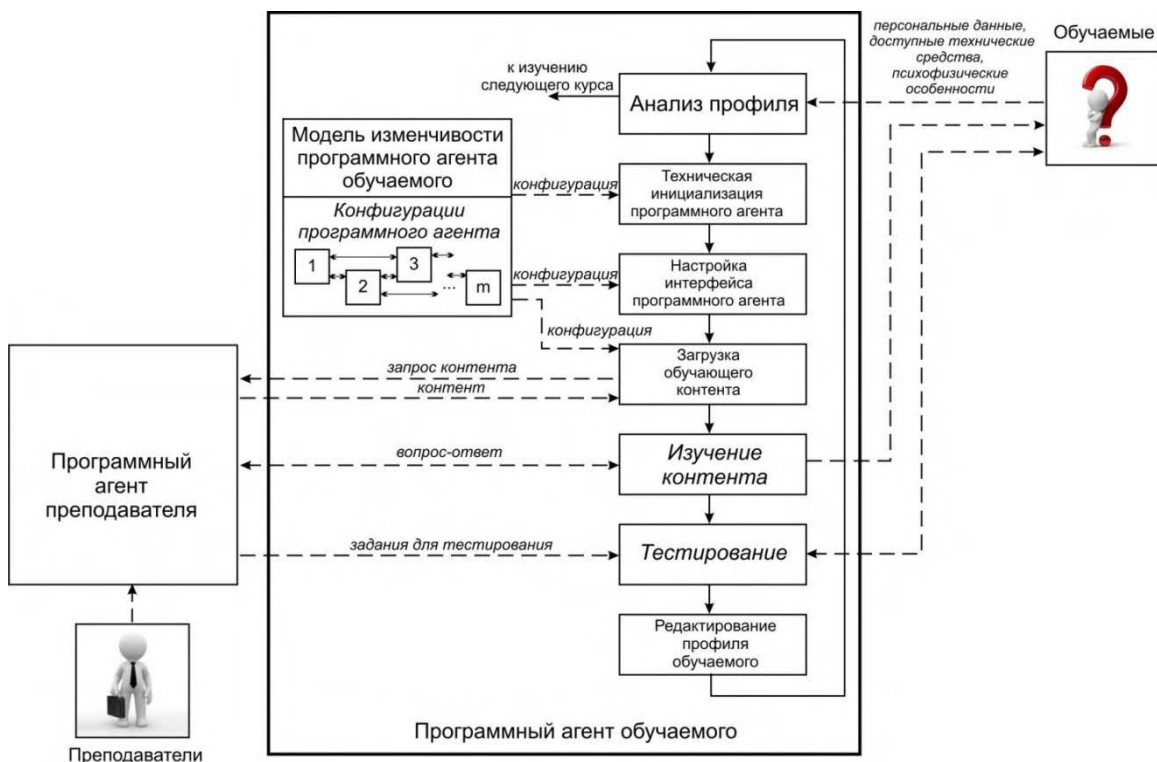 персональные данные,
доступные технические
средства,
психофизические
особенности
Обучаемые
к изучению
следующего курса
Анализ профиля
Модель изменчивости
программного агента
обучаемого
конфигурация
Техническая
инициализация
программного агента
Конфигурации
программного агента
1
2
3
...
m
конфигурация
Настройка
интерфейса
программного агента
конфигурация
Загрузка
обучающего
контента
запрос контента
контент
Программный
агент
преподавателя
вопрос-ответ
Изучение
контента
задания для тестирования
Тестирование
Редактирование
профиля
обучаемого
Программный агент обучаемого
Преподаватели